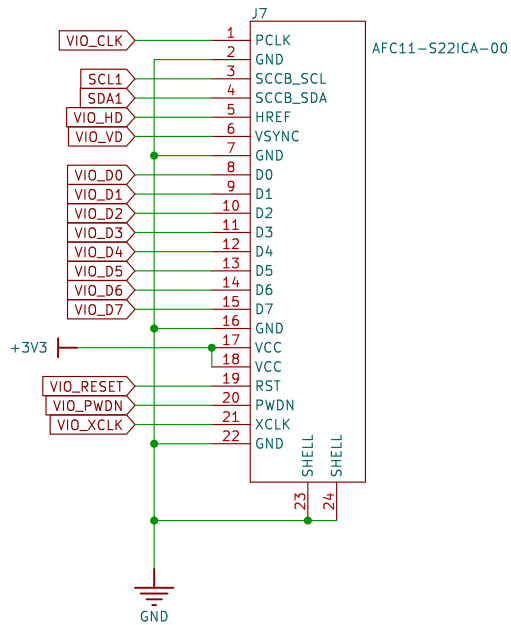 J7
AFC11-S22ICA-00
VIO_CLK 1 PCLK
2 GND
SCL1 3 SCCB_SCL
SDA1 4 SCCB_SDA
VIO_HD 5 HREF
VIO_VD 6 VSYNC
7 GND
VIO_D0 8 D0
VIO_D1 9 D1
VIO_D2 10 D2
VIO_D3 11 D3
VIO_D4 12 D4
VIO_D5 13 D5
VIO_D6 14 D6
VIO_D7 15 D7
16 GND
+3V3 17 VCC
18 VCC
VIO_RESET 19 RST
VIO_PWDN 20 PWDN
VIO_XCLK 21 XCLK
22 GND
SHELL SHELL
23 24
GND